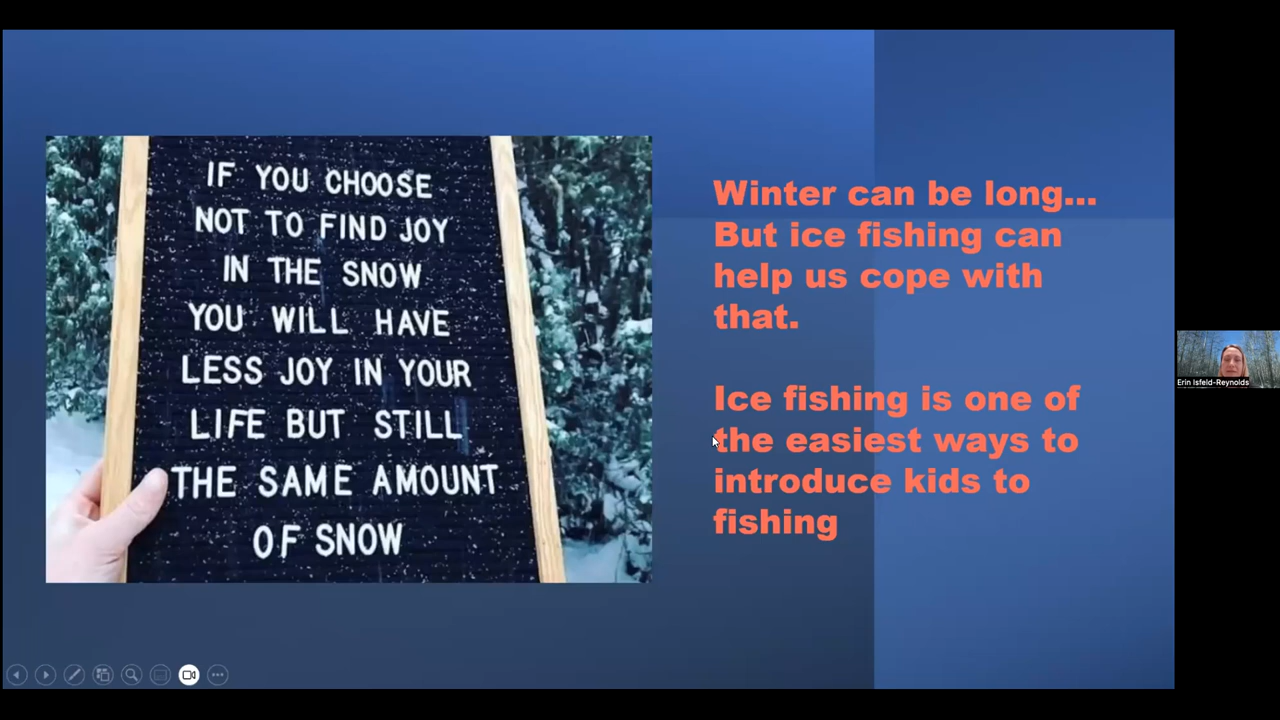 IF YOU CHOOSE
NOT TO FIND JOY
IN THE SNOW
YOU WILL HAVE
LESS JOY IN YOUR
LIFE BUT STILL
THE SAME AMOUNT
OF SNOW
Winter can be long...
But ice fishing can
help us cope with
that.
Ice fishing is one of
the easiest ways to
introduce kids to
fishing
Erin Isfeld-Reynolds